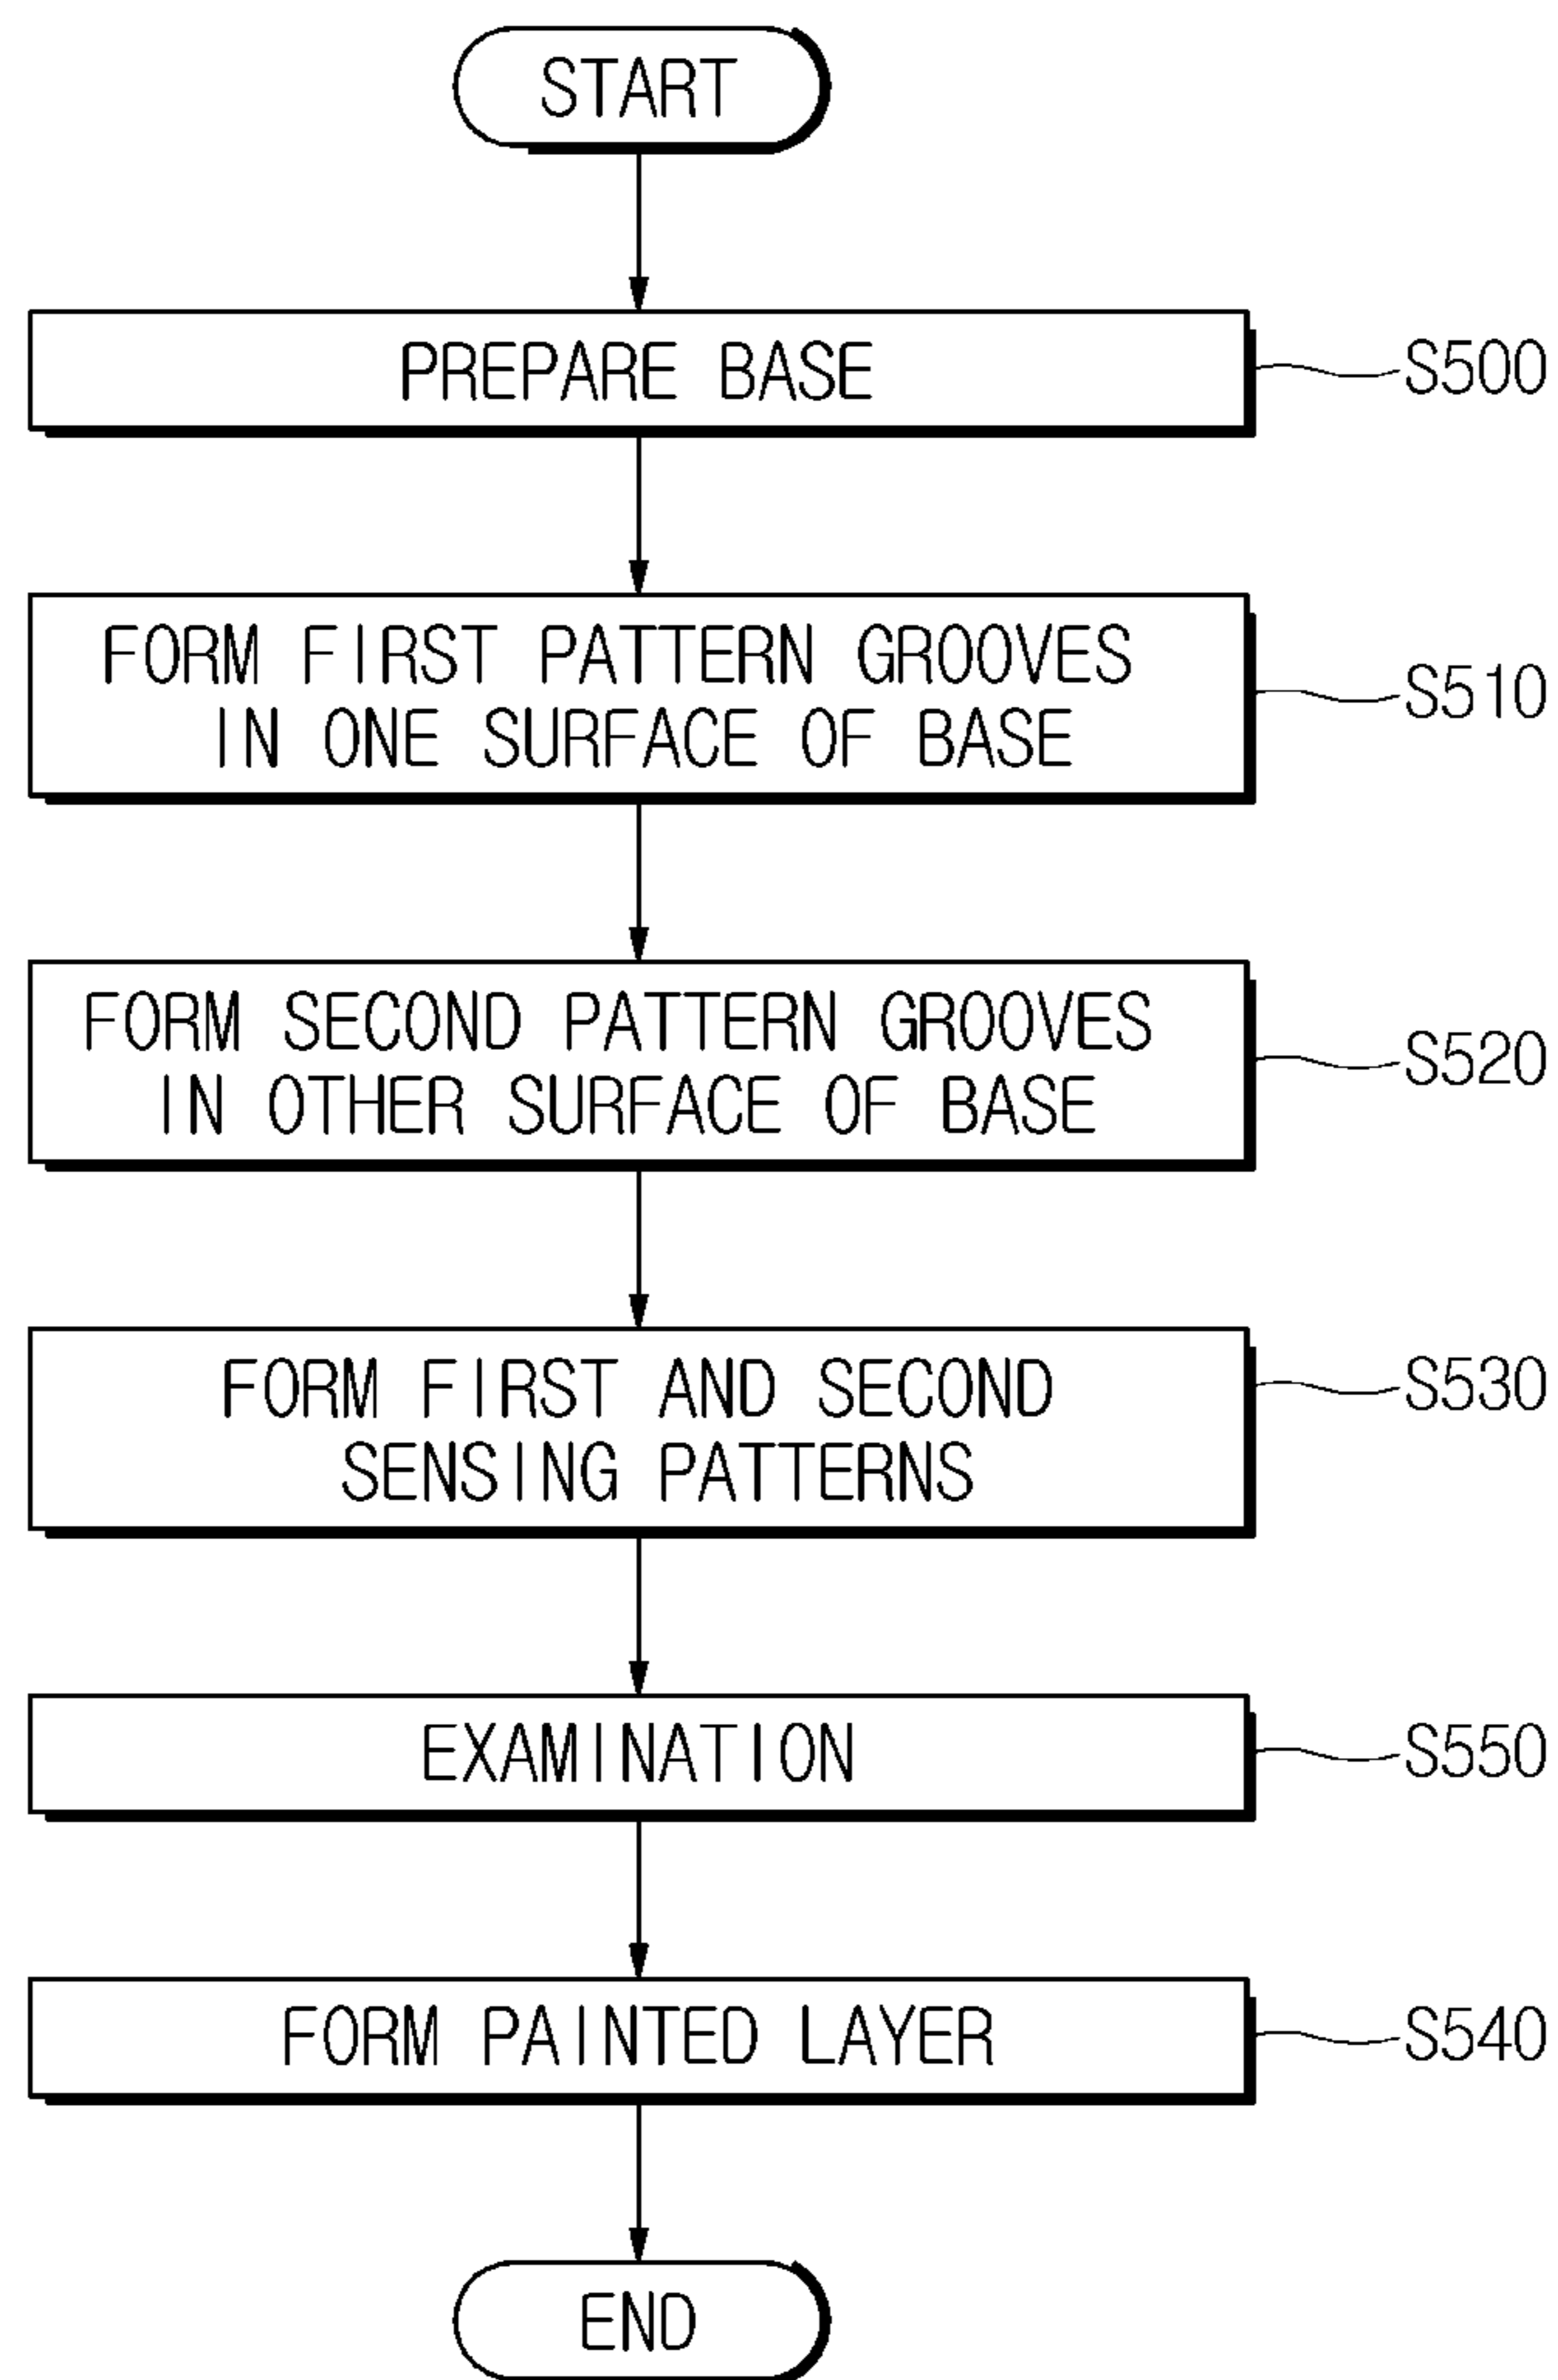 START
PREPARE BASE
S500
FORM FIRST PATTERN GROOVES
IN ONE SURFACE OF BASE
S510
FORM SECOND PATTERN GROOVES
IN OTHER SURFACE OF BASE
S520
FORM FIRST AND SECOND
SENSING PATTERNS
S530
EXAMINATION
S550
FORM PAINTED LAYER
S540
END